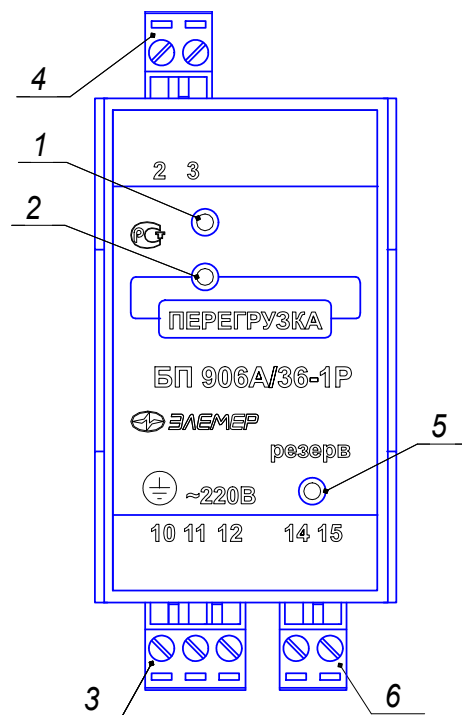 4
2 3
1
РСТ
2
ПЕРЕГРУЗКА
БП 906А/36-1Р
ЭЛЕМЕР
5
резерв
~220В
10 11 12 14 15
3
6